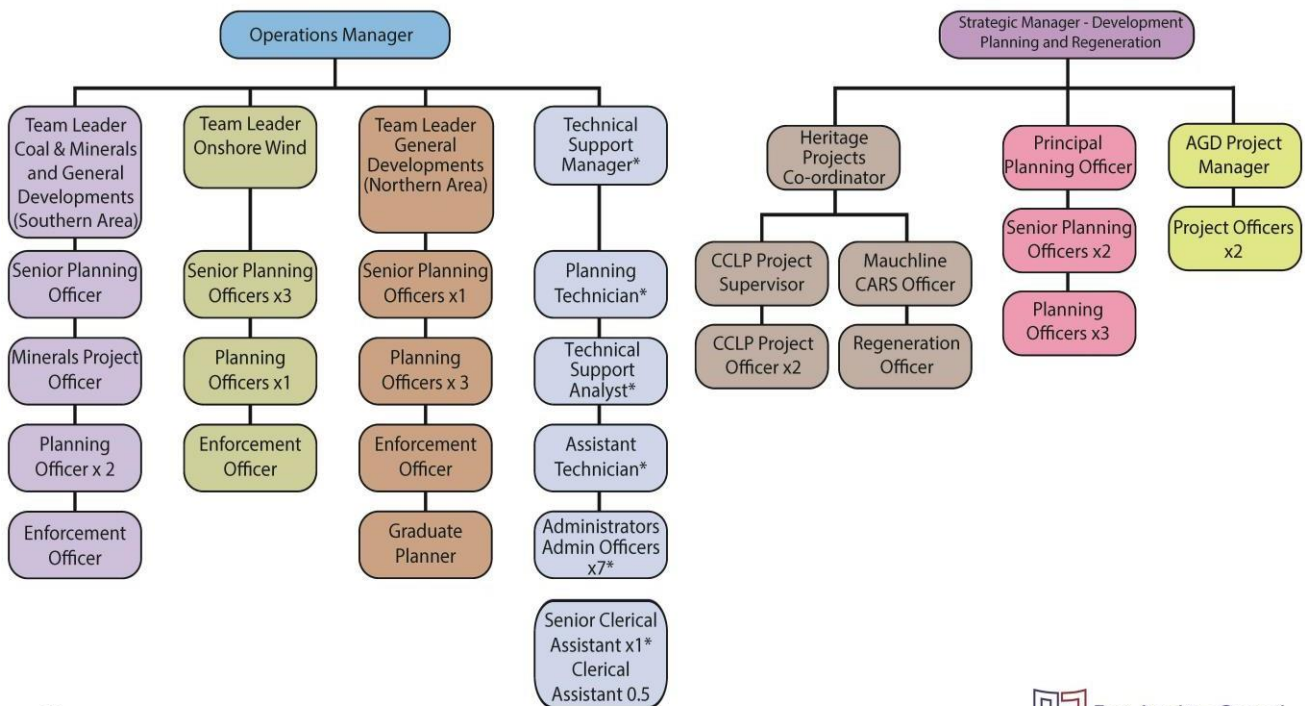 Operations Manager
Strategic Manager - Development
Planning and Regeneration
Team Leader
Coal & Minerals
and General
Developments
(Southern Area)
Senior Planning
Officer
Minerals Project
Officer
Planning
Officer x 2
Enforcement
Officer
Team Leader
Onshore Wind
Senior Planning
Officers x3
Planning
Officers x1
Enforcement
Officer
Team Leader
General
Developments
(Northern Area)
Senior Planning
Officers x1
Planning
Officers x 3
Enforcement
Officer
Graduate
Planner
Technical
Support
Manager*
Planning
Technician*
Technical
Support
Analyst*
Assistant
Technician*
Administrators
Admin Officers
x7*
Senior Clerical
Assistant x1*
Clerical
Assistant 0.5
Heritage
Projects
Co-ordinator
CCLP Project
Supervisor
CCLP Project
Officer x2
Mauchline
CARS Officer
Regeneration
Officer
Principal
Planning Officer
Senior Planning
Officers x2
Planning
Officers x3
AGD Project
Manager
Project Officers
x2